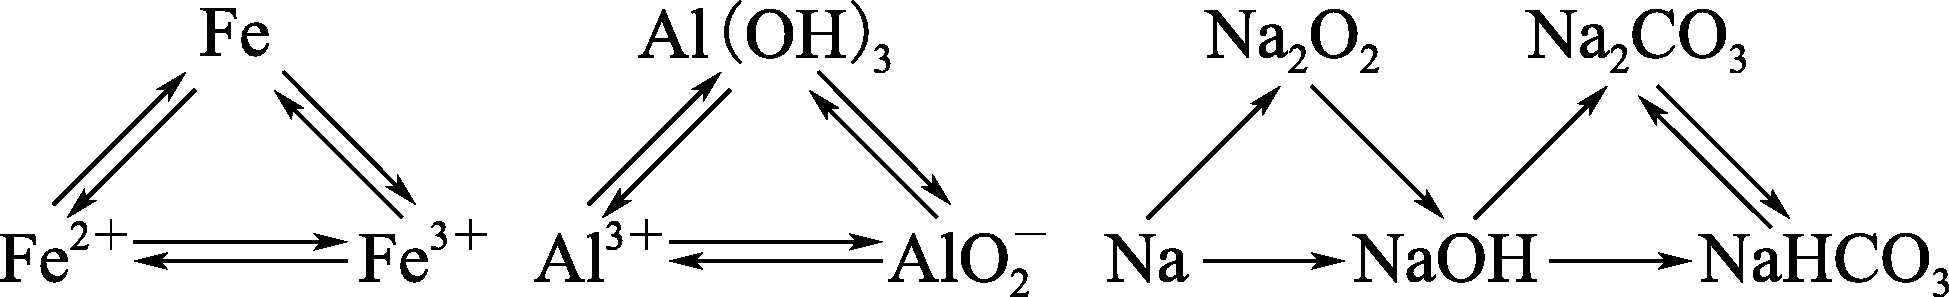 Fe Al(OH)₃ Na₂O₂ Na₂CO₃
Fe²⁺ Fe³⁺ Al³⁺ AlO₂⁻ Na NaOH NaHCO₃